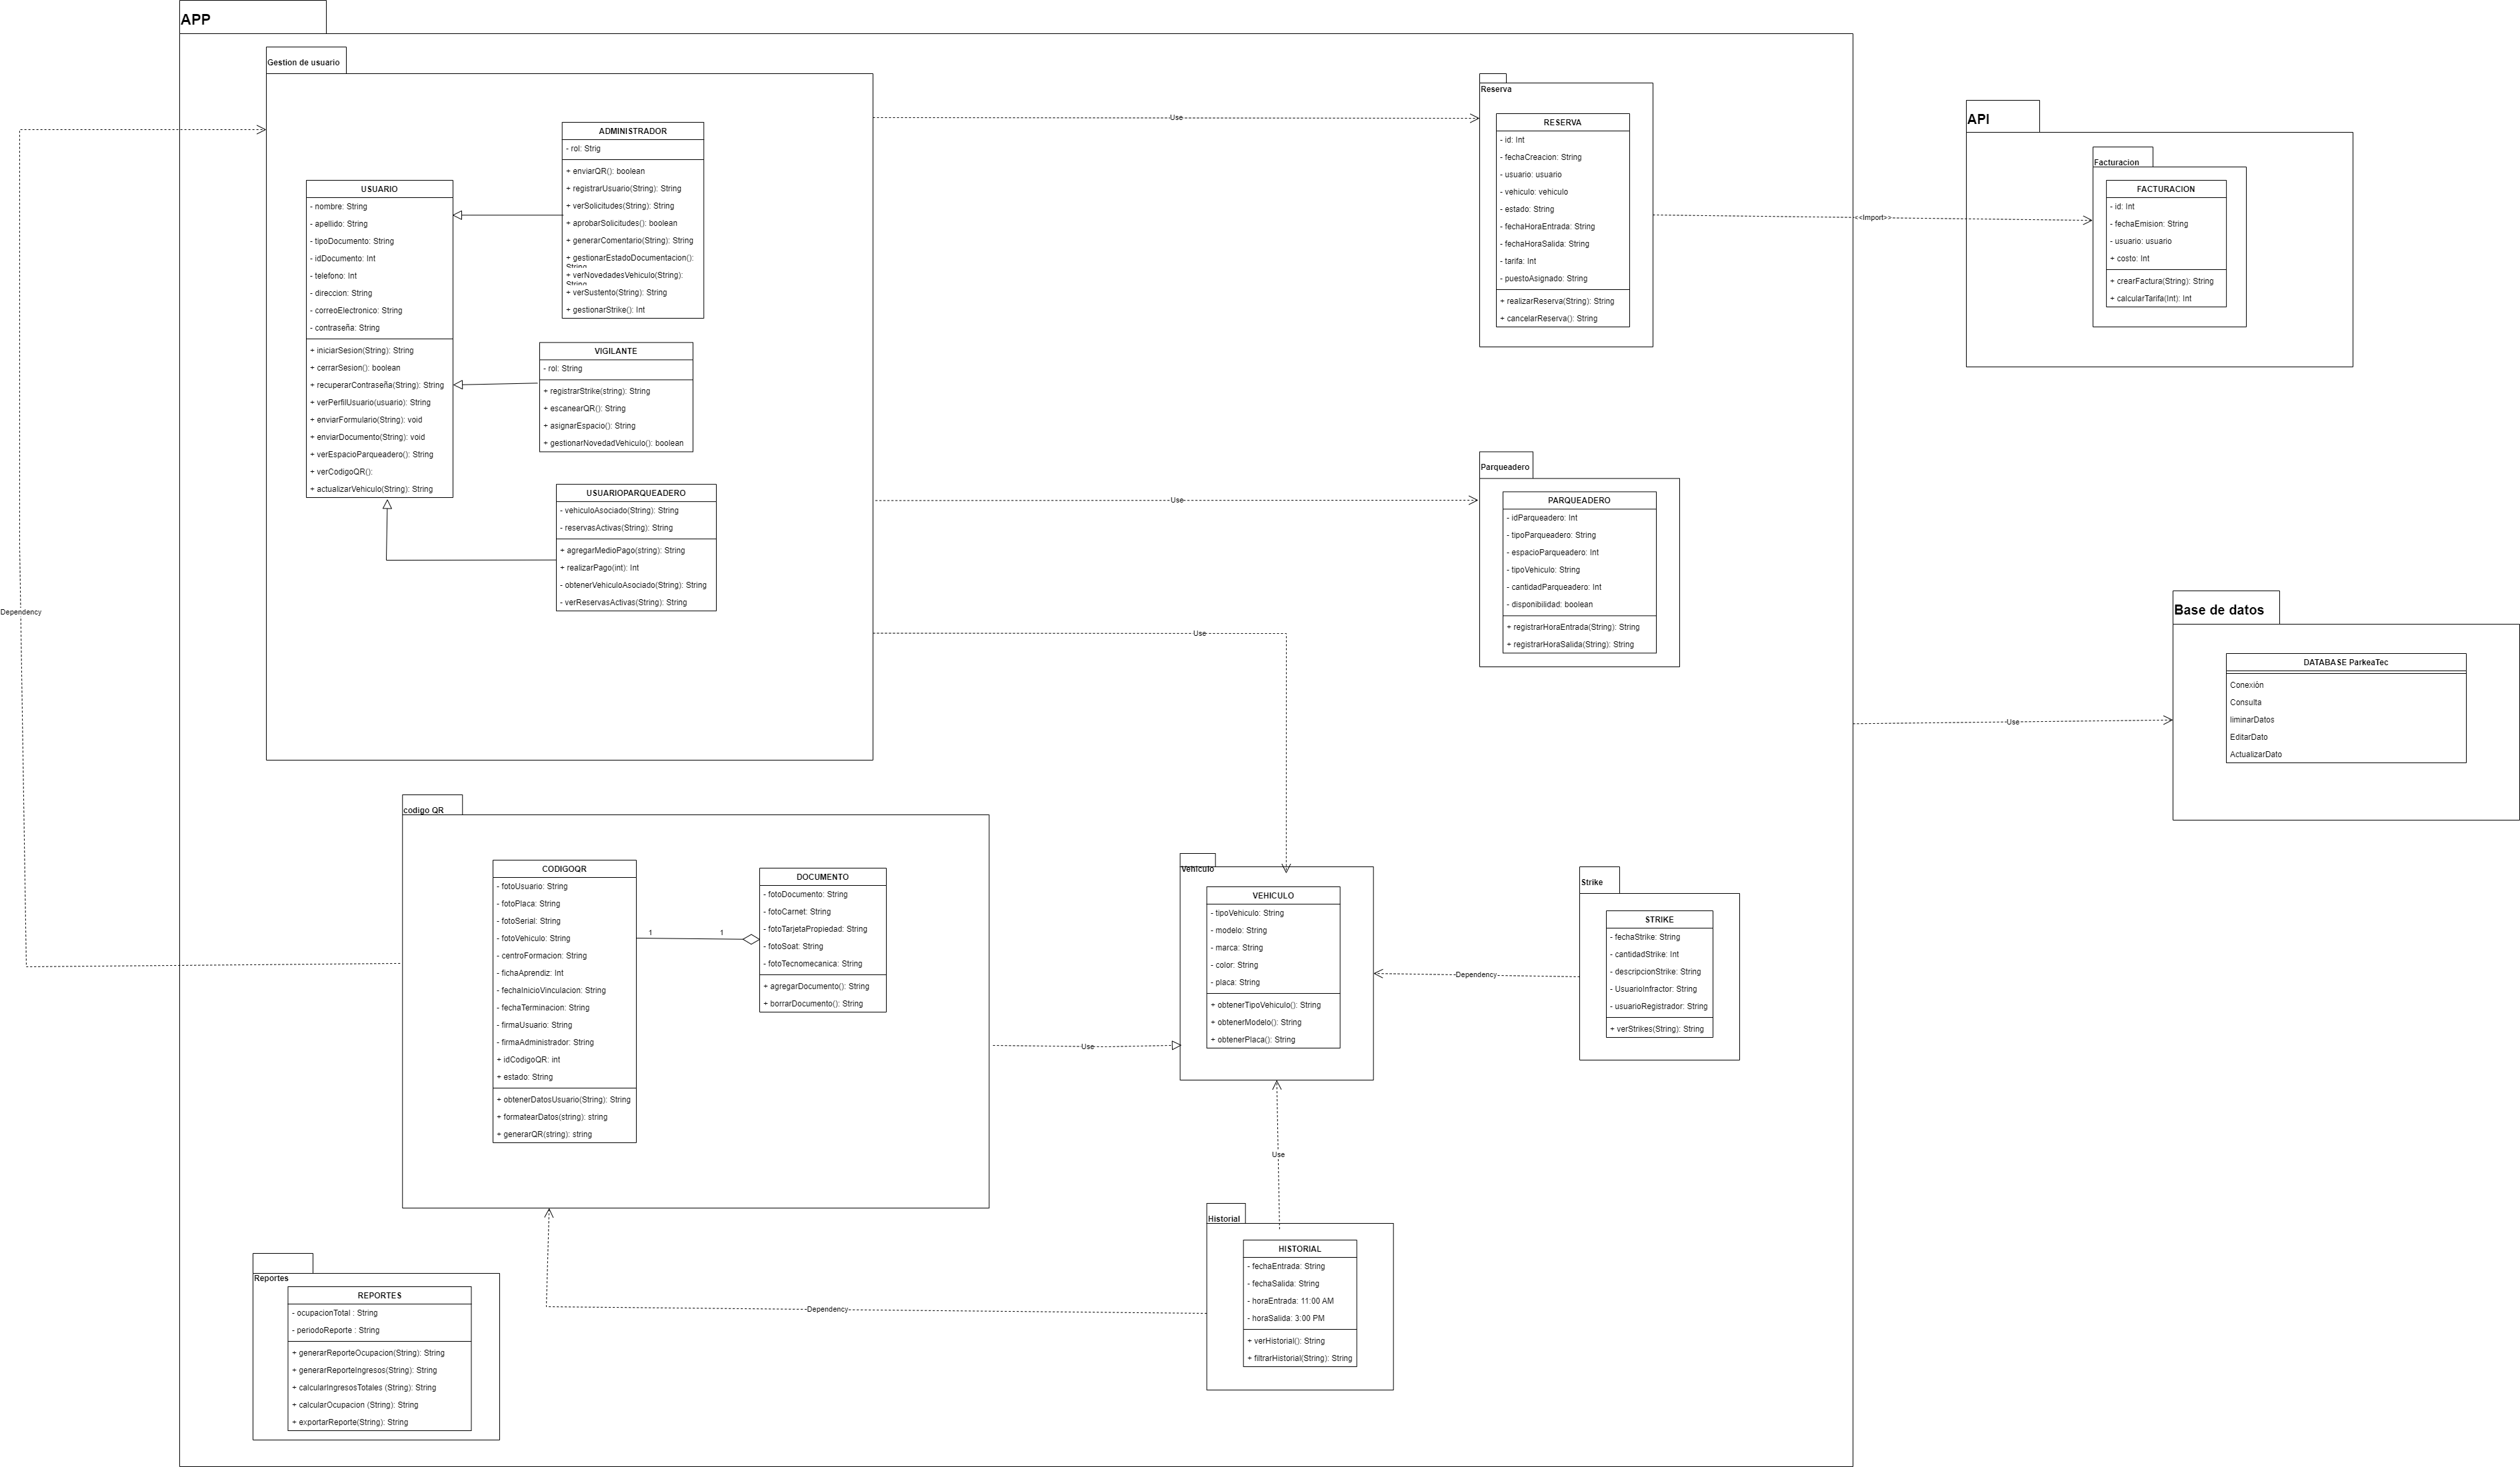 APP
Gestion de usuario
ADMINISTRADOR
- rol: Strig
+ enviarQR(): boolean
+ registrarUsuario(String): String
+ verSolicitudes(String): String
+ aprobarSolicitudes(): boolean
+ generarComentario(String): String
+ gestionarEstadoDocumentacion():
String
+ verNovedadesVehiculo(String):
String
+ verSustento(String): String
+ gestionarStrike(): Int
USUARIO
- nombre: String
- apellido: String
- tipoDocumento: String
- idDocumento: Int
- telefono: Int
- direccion: String
- correoElectronico: String
- contraseña: String
+ iniciarSesion(String): String
+ cerrarSesion(): boolean
+ recuperarContraseña(String): String
+ verPerfilUsuario(usuario): String
+ enviarFormulario(String): void
+ enviarDocumento(String): void
+ verEspacioParqueadero(): String
+ verCodigoQR():
+ actualizarVehiculo(String): String
VIGILANTE
- rol: String
+ registrarStrike(string): String
+ escanearQR(): String
+ asignarEspacio(): String
+ gestionarNovedadVehiculo(): boolean
USUARIOPARQUEADERO
- vehiculoAsociado(String): String
- reservasActivas(String): String
+ agregarMedioPago(string): String
+ realizarPago(int): Int
- obtenerVehiculoAsociado(String): String
- verReservasActivas(String): String
Use
Reserva
RESERVA
- id: Int
- fechaCreacion: String
- usuario: usuario
- vehiculo: vehiculo
- estado: String
- fechaHoraEntrada: String
- fechaHoraSalida: String
- tarifa: Int
- puestoAsignado: String
+ realizarReserva(String): String
+ cancelarReserva(): String
<<Import>>
API
Facturacion
FACTURACION
- id: Int
- fechaEmision: String
- usuario: usuario
+ costo: Int
+ crearFactura(String): String
+ calcularTarifa(Int): Int
Use
Parqueadero
PARQUEADERO
- idParqueadero: Int
- tipoParqueadero: String
- espacioParqueadero: Int
- tipoVehiculo: String
- cantidadParqueadero: Int
- disponibilidad: boolean
+ registrarHoraEntrada(String): String
+ registrarHoraSalida(String): String
Dependency
Use
Base de datos
DATABASE ParkeaTec
Conexión
Consulta
liminarDatos
EditarDato
ActualizarDato
Use
codigo QR
CODIGOQR
- fotoUsuario: String
- fotoPlaca: String
- fotoSerial: String
- fotoVehiculo: String
- centroFormacion: String
- fichaAprendiz: Int
- fechaInicioVinculacion: String
- fechaTerminacion: String
- firmaUsuario: String
- firmaAdministrador: String
+ idCodigoQR: int
+ estado: String
+ obtenerDatosUsuario(String): String
+ formatearDatos(string): string
+ generarQR(string): string
1
1
DOCUMENTO
- fotoDocumento: String
- fotoCarnet: String
- fotoTarjetaPropiedad: String
- fotoSoat: String
- fotoTecnomecanica: String
+ agregarDocumento(): String
+ borrarDocumento(): String
Use
Vehiculo
VEHICULO
- tipoVehiculo: String
- modelo: String
- marca: String
- color: String
- placa: String
+ obtenerTipoVehiculo(): String
+ obtenerModelo(): String
+ obtenerPlaca(): String
Dependency
Strike
STRIKE
- fechaStrike: String
- cantidadStrike: Int
- descripcionStrike: String
- UsuarioInfractor: String
- usuarioRegistrador: String
+ verStrikes(String): String
Use
Historial
HISTORIAL
- fechaEntrada: String
- fechaSalida: String
- horaEntrada: 11:00 AM
- horaSalida: 3:00 PM
+ verHistorial(): String
+ filtrarHistorial(String): String
Dependency
Reportes
REPORTES
- ocupacionTotal : String
- periodoReporte : String
+ generarReporteOcupacion(String): String
+ generarReporteIngresos(String): String
+ calcularIngresosTotales (String): String
+ calcularOcupacion (String): String
+ exportarReporte(String): String